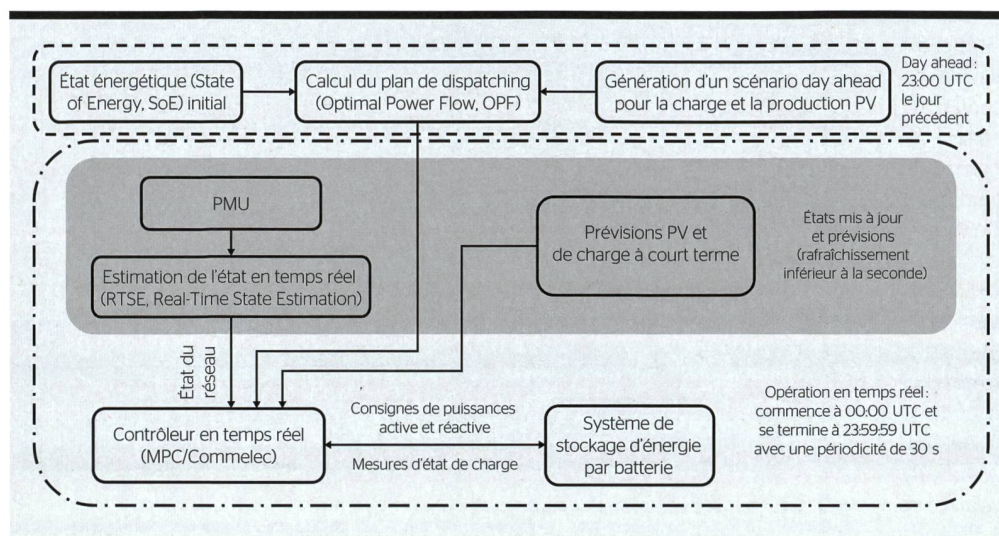 État énergétique (State
of Energy, SoE) initial
Calcul du plan de dispatching
(Optimal Power Flow, OPF)
Génération d'un scénario day ahead
pour la charge et la production PV
Day ahead:
23:00 UTC
le jour
précédent
PMU
Estimation de l'état en temps réel
(RTSE, Real-Time State Estimation)
Prévisions PV et
de charge à court terme
États mis à jour
et prévisions
(rafraîchissement
inférieur à la seconde)
État du
réseau
Contrôleur en temps réel
(MPC/Commelec)
Consignes de puissances
active et réactive
Mesures d'état de charge
Système de
stockage d'énergie
par batterie
Opération en temps réel:
commence à 00:00 UTC et
se termine à 23:59:59 UTC
avec une périodicité de 30 s